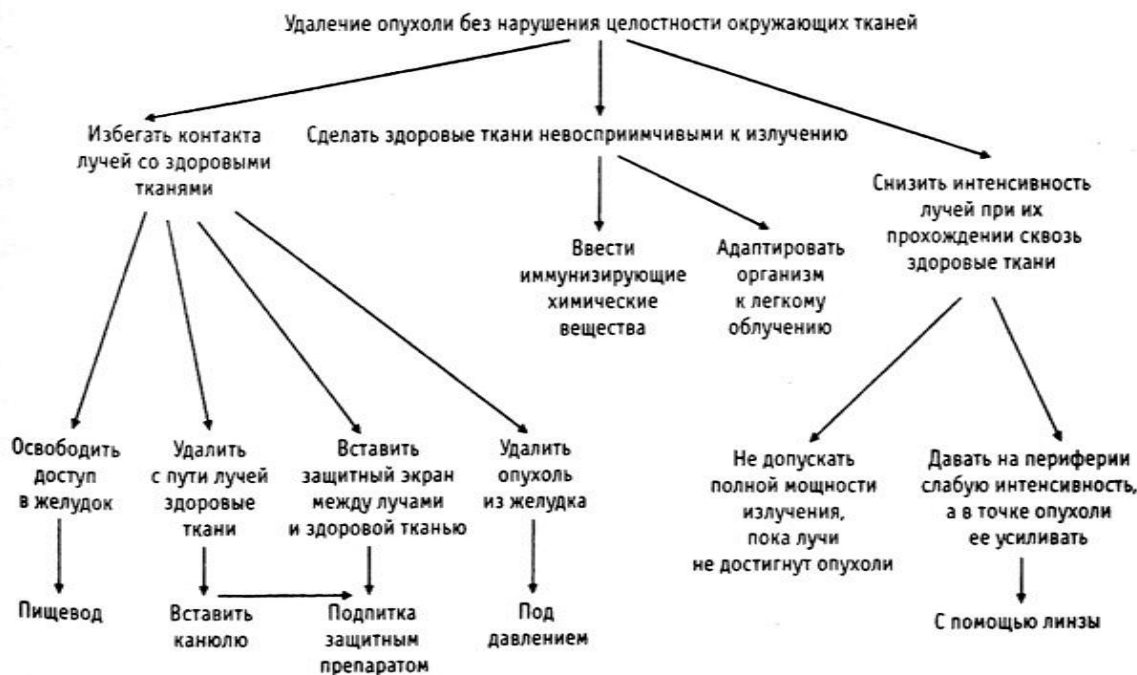 Удаление опухоли без нарушения целостности окружающих тканей
Избегать контакта
лучей со здоровыми
тканями
Сделать здоровые ткани невосприимчивыми к излучению
Снизить интенсивность
лучей при их
прохождении сквозь
здоровые ткани
Ввести
иммунизирующие
химические
вещества
Адаптировать
организм
к легкому
облучению
Освободить
доступ
в желудок
Удалить
с пути лучей
здоровые
ткани
Вставить
защитный экран
между лучами
и здоровой тканью
Удалить
опухоль
из желудка
Не допускать
полной мощности
излучения,
пока лучи
не достигнут опухоли
Давать на периферии
слабую интенсивность,
а в точке опухоли
ее усиливать
Пищевод
Вставить
канюлю
Подпитка
защитным
препаратом
Под
давлением
С помощью линзы